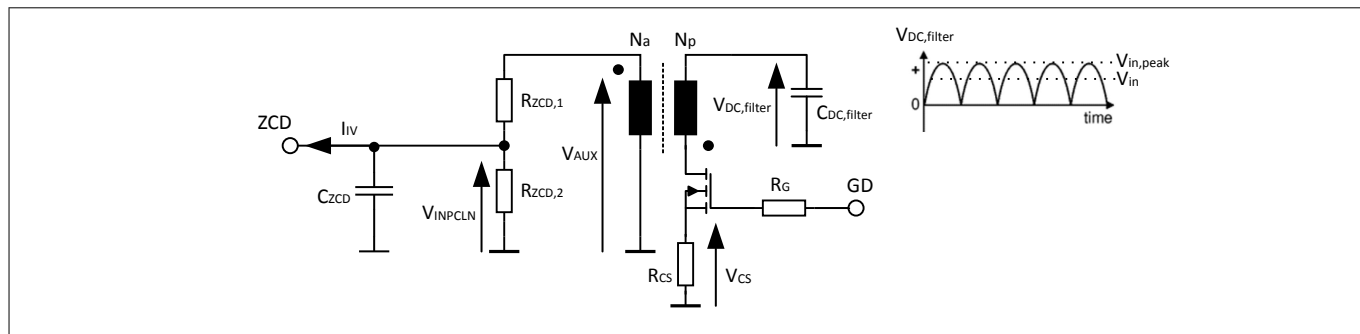 Na
Np
RZCD,1
ZCD
IIV
CZCD
VINPCLN
RZCD,2
VAUX
VDC,filter
CDC,filter
RG
GD
RCS
VCS
VDC,filter
+
Vin,peak
Vin
0
time